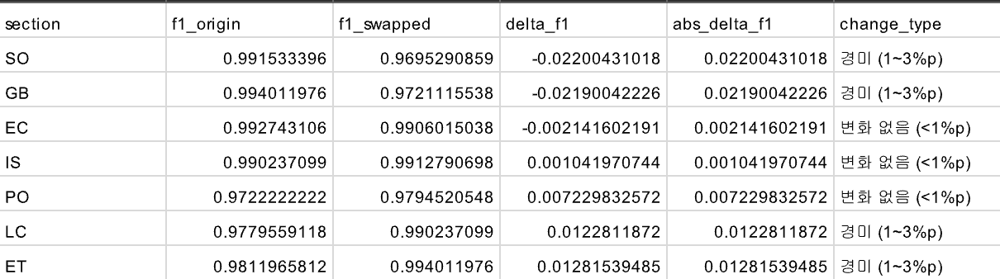 section f1_origin f1_swapped delta_f1 abs_delta_f1 change_type
SO 0.991533396 0.9695290859 -0.02200431018 0.02200431018 경미 (1~3%p)
GB 0.994011976 0.9721115538 -0.02190042226 0.02190042226 경미 (1~3%p)
EC 0.992743106 0.9906015038 -0.002141602191 0.002141602191 변화 없음 (<1%p)
IS 0.990237099 0.9912790698 0.001041970744 0.001041970744 변화 없음 (<1%p)
PO 0.9722222222 0.9794520548 0.007229832572 0.007229832572 변화 없음 (<1%p)
LC 0.9779559118 0.990237099 0.0122811872 0.0122811872 경미 (1~3%p)
ET 0.9811965812 0.994011976 0.01281539485 0.01281539485 경미 (1~3%p)